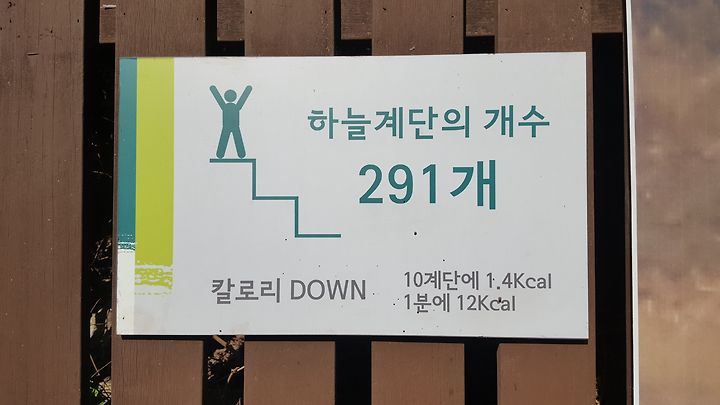 하늘계단의 개수
291개
칼로리 DOWN
10계단에 1.4Kcal
1분에 12Kcal